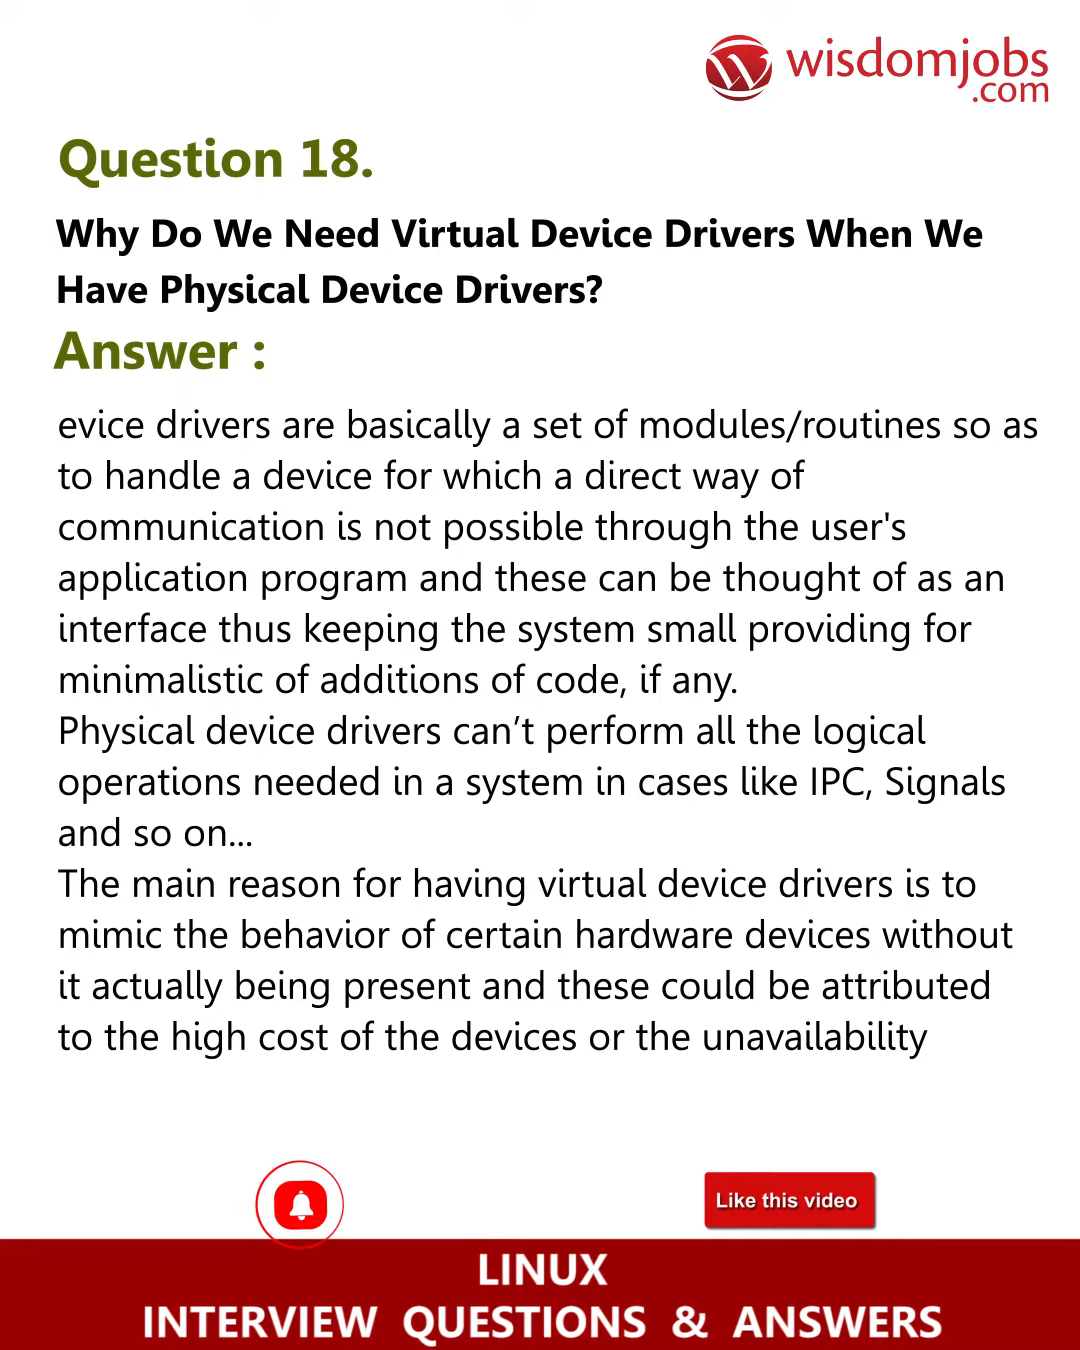 wisdomjobs
.com
Question 18.
Why Do We Need Virtual Device Drivers When We
Have Physical Device Drivers?
Answer :
evice drivers are basically a set of modules/routines so as
to handle a device for which a direct way of
communication is not possible through the user's
application program and these can be thought of as an
interface thus keeping the system small providing for
minimalistic of additions of code, if any.
Physical device drivers can’t perform all the logical
operations needed in a system in cases like IPC, Signals
and so on...
The main reason for having virtual device drivers is to
mimic the behavior of certain hardware devices without
it actually being present and these could be attributed
to the high cost of the devices or the unavailability
Like this video
LINUX
INTERVIEW QUESTIONS & ANSWERS